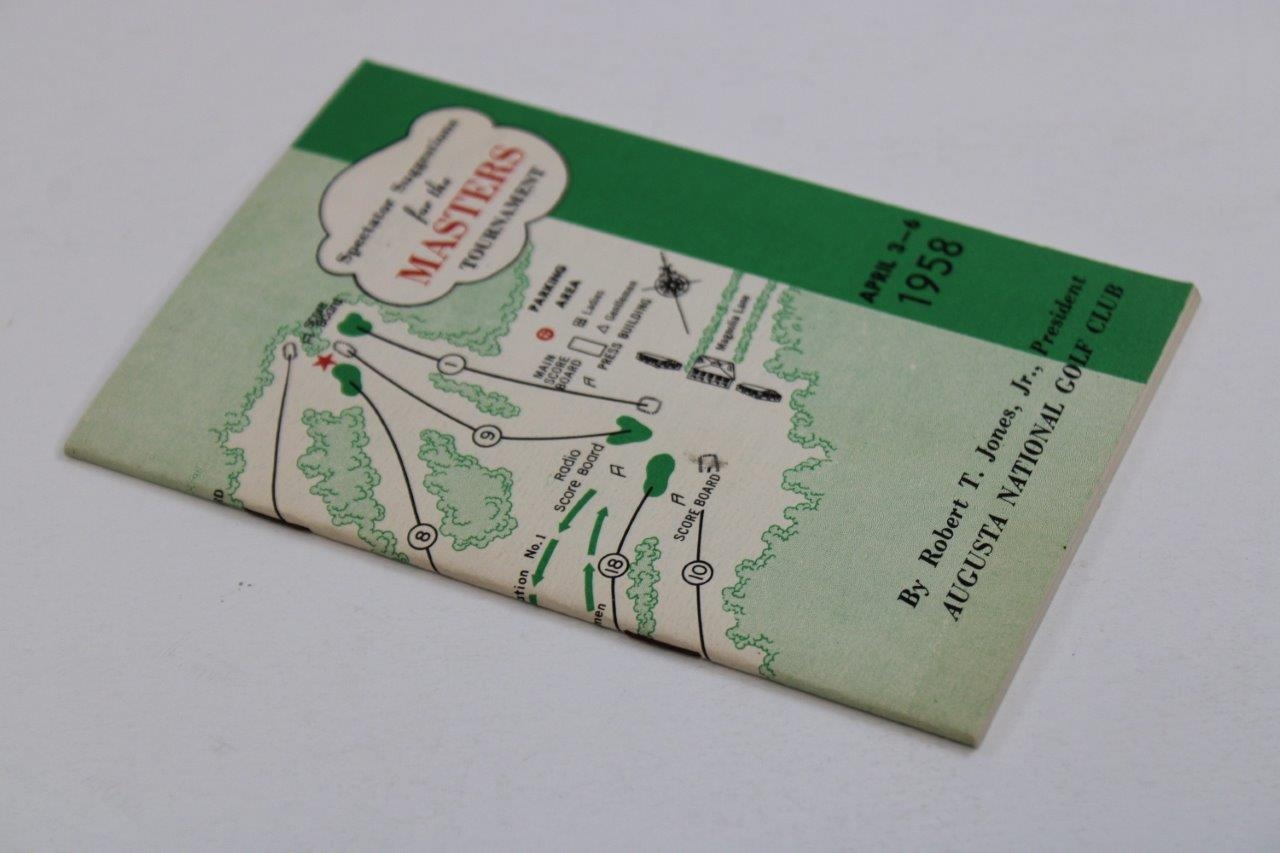 Spectator Suggestions
for the
MASTERS
TOURNAMENT
APRIL 3-6
1958
PARKING
AREA
Ladies
Gentlemen
MAIN
SCORE
BOARD
PRESS BUILDING
Magnolia Lane
1
9
Radio
Score Board
SCORE BOARD
No. 1
8
18
10
By Robert T. Jones, Jr., President
AUGUSTA NATIONAL GOLF CLUB